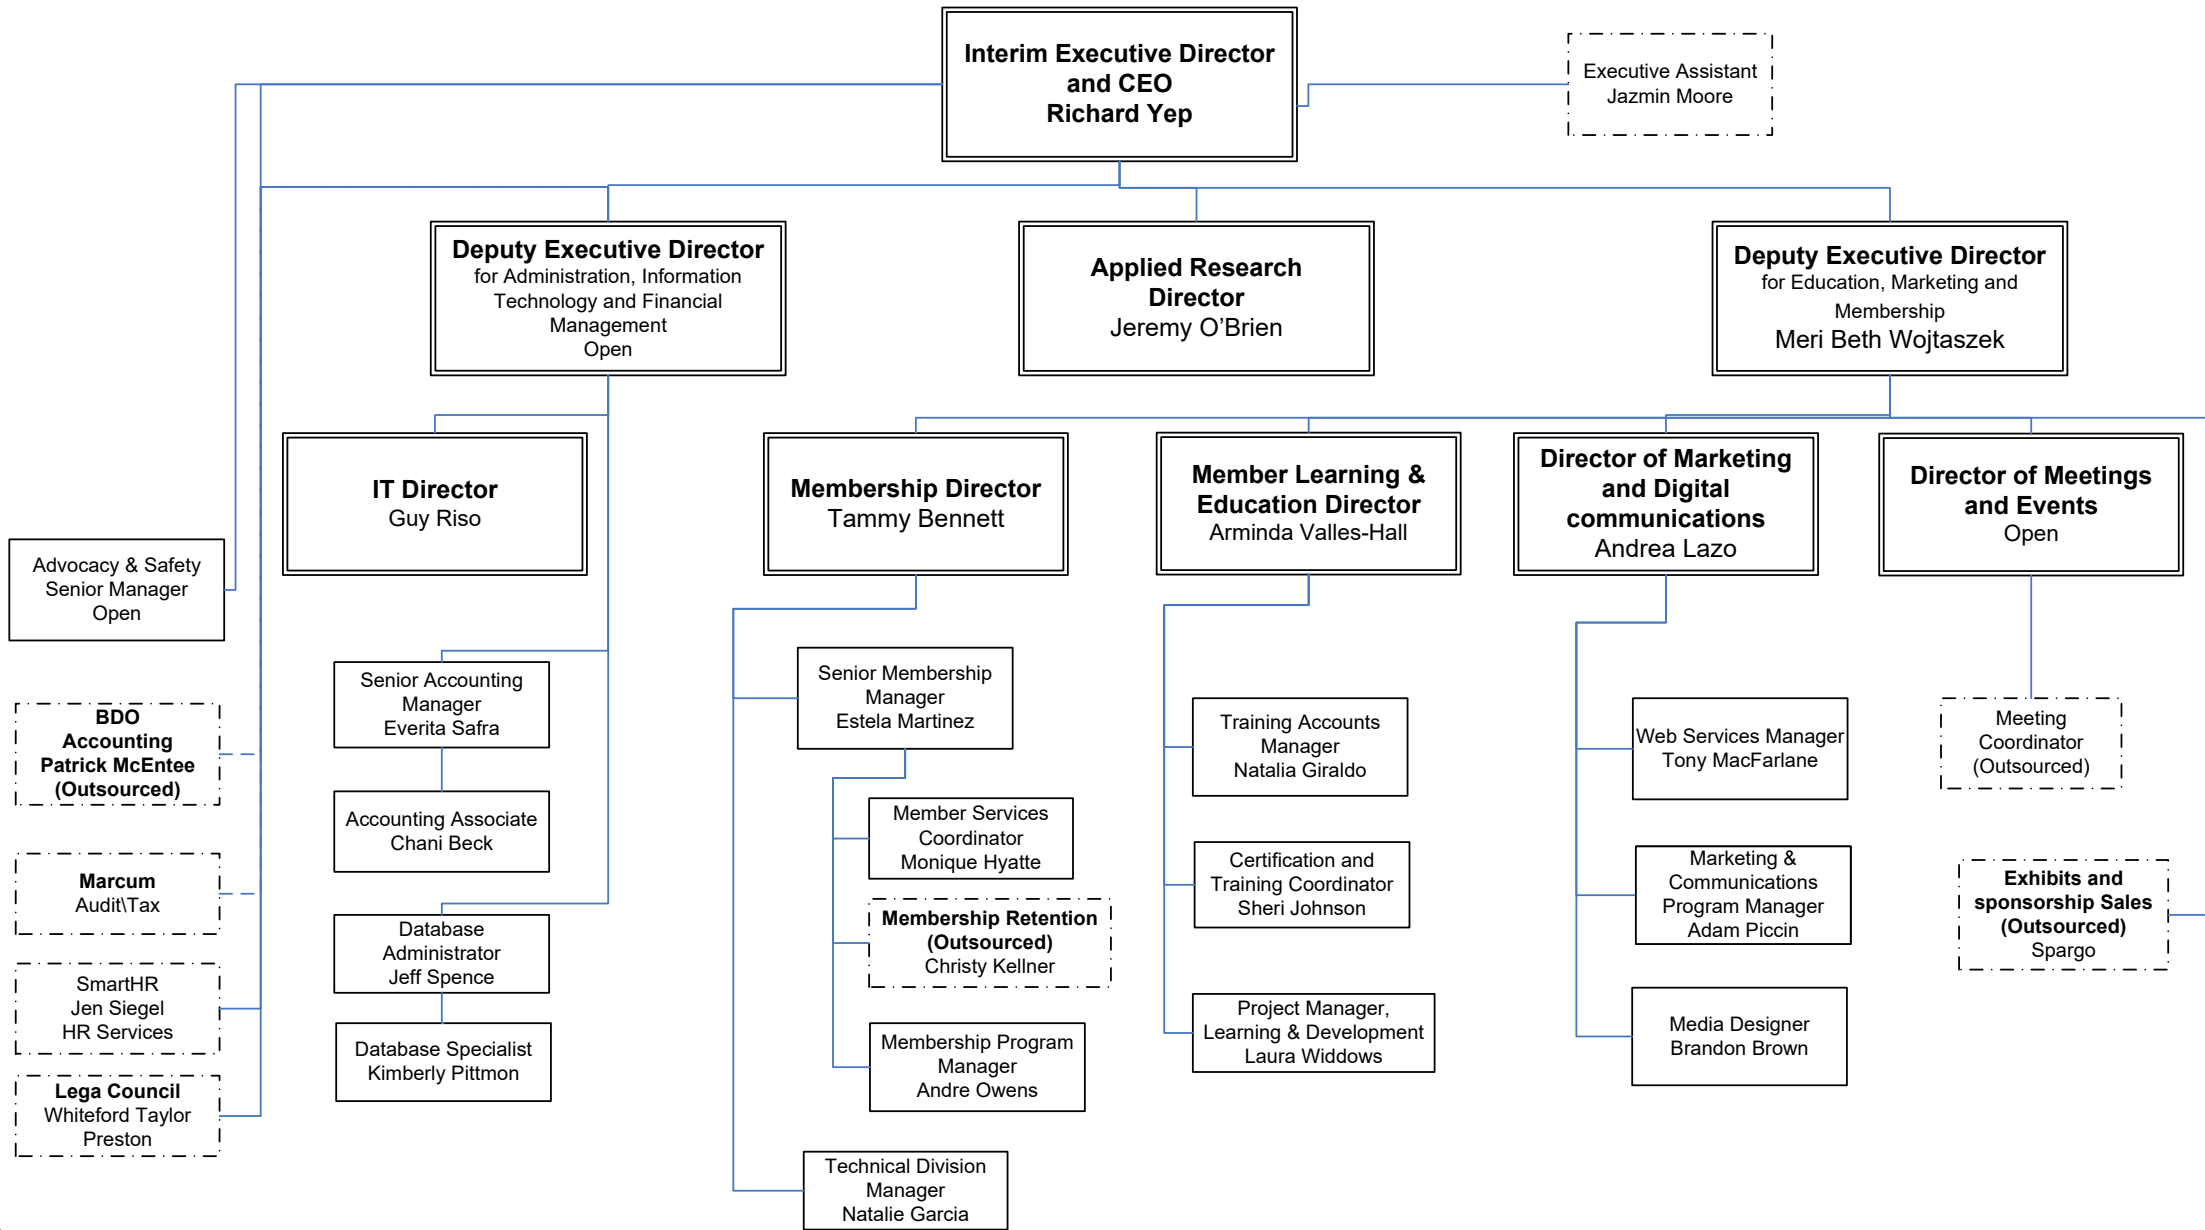 Interim Executive Director
and CEO
Richard Yep
Executive Assistant
Jazmin Moore
Deputy Executive Director
for Administration, Information
Technology and Financial
Management
Open
Applied Research
Director
Jeremy O’Brien
Deputy Executive Director
for Education, Marketing and
Membership
Meri Beth Wojtaszek
IT Director
Guy Riso
Membership Director
Tammy Bennett
Member Learning &
Education Director
Arminda Valles-Hall
Director of Marketing
and Digital
communications
Andrea Lazo
Director of Meetings
and Events
Open
Advocacy & Safety
Senior Manager
Open
BDO
Accounting
Patrick McEntee
(Outsourced)
Marcum
Audit\Tax
SmartHR
Jen Siegel
HR Services
Lega Council
Whiteford Taylor
Preston
Senior Accounting
Manager
Everita Safra
Accounting Associate
Chani Beck
Database
Administrator
Jeff Spence
Database Specialist
Kimberly Pittmon
Senior Membership
Manager
Estela Martinez
Member Services
Coordinator
Monique Hyatte
Membership Retention
(Outsourced)
Christy Kellner
Membership Program
Manager
Andre Owens
Technical Division
Manager
Natalie Garcia
Training Accounts
Manager
Natalia Giraldo
Certification and
Training Coordinator
Sheri Johnson
Project Manager,
Learning & Development
Laura Widdows
Web Services Manager
Tony MacFarlane
Marketing &
Communications
Program Manager
Adam Piccin
Media Designer
Brandon Brown
Meeting
Coordinator
(Outsourced)
Exhibits and
sponsorship Sales
(Outsourced)
Spargo